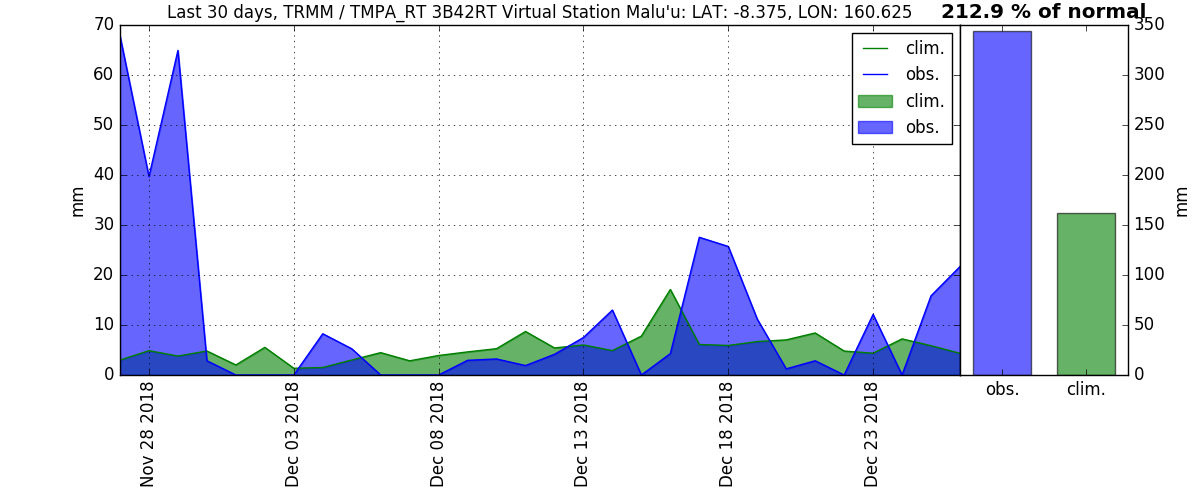 Last 30 days, TRMM / TMPA_RT 3B42RT Virtual Station Malu'u: LAT: -8.375, LON: 160.625
212.9 % of normal
70
60
50
40
30
20
10
0
mm
clim.
obs.
clim.
obs.
350
300
250
200
150
100
50
0
mm
Nov 28 2018
Dec 03 2018
Dec 08 2018
Dec 13 2018
Dec 18 2018
Dec 23 2018
obs.
clim.